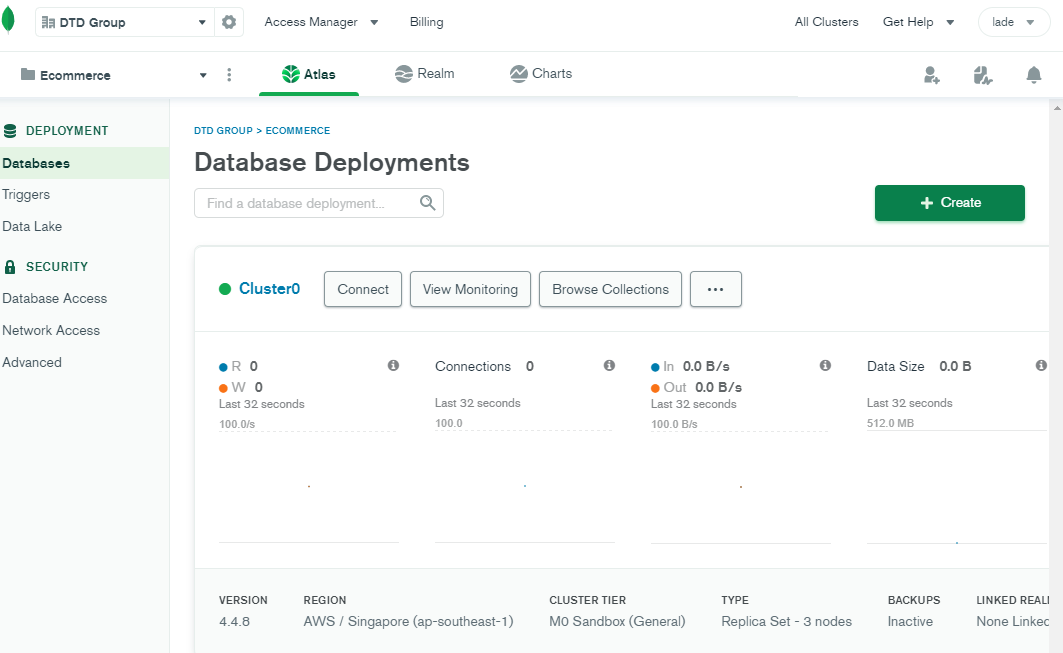 DTD Group
Access Manager
Billing
All Clusters
Get Help
lade
Ecommerce
Atlas
Realm
Charts
DEPLOYMENT
Databases
Triggers
Data Lake
SECURITY
Database Access
Network Access
Advanced
DTD GROUP > ECOMMERCE
Database Deployments
Find a database deployment...
+ Create
Cluster0
Connect
View Monitoring
Browse Collections
...
R 0
W 0
Last 32 seconds
100.0/s
Connections 0
Last 32 seconds
100.0
In 0.0 B/s
Out 0.0 B/s
Last 32 seconds
100.0 B/s
Data Size 0.0 B
Last 32 seconds
512.0 MB
VERSION
4.4.8
REGION
AWS / Singapore (ap-southeast-1)
CLUSTER TIER
M0 Sandbox (General)
TYPE
Replica Set - 3 nodes
BACKUPS
Inactive
LINKED REAL
None Linked